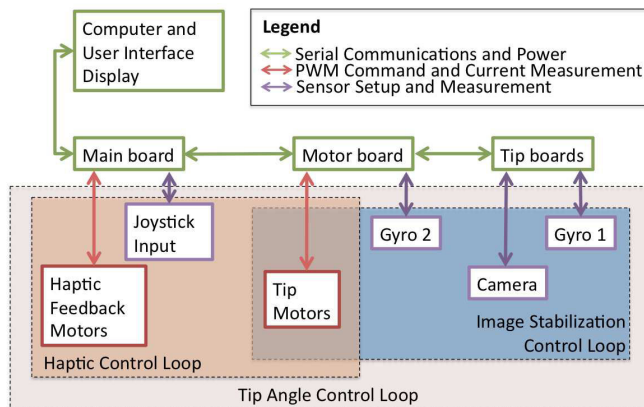 Computer and
User Interface
Display
Legend
Serial Communications and Power
PWM Command and Current Measurement
Sensor Setup and Measurement
Main board
Motor board
Tip boards
Joystick
Input
Gyro 2
Gyro 1
Haptic
Feedback
Motors
Tip
Motors
Camera
Image Stabilization
Control Loop
Haptic Control Loop
Tip Angle Control Loop